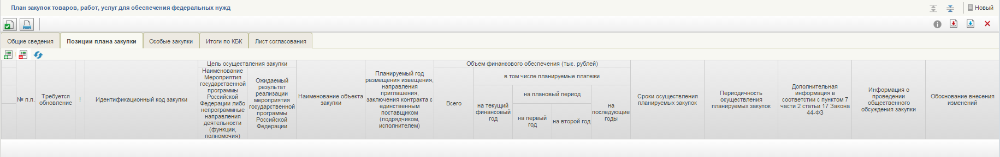 План закупок товаров, работ, услуг для обеспечения федеральных нужд
Новый
Общие сведения
Позиции плана закупки
Особые закупки
Итоги по КБК
Лист согласования
№ п.п.
Требуется
обновление
!
Идентификационный код закупки
Цель осуществления закупки
Наименование
Мероприятия
государственной
программы
Российской
Федерации либо
непрограммные
направления
деятельности
(функции,
полномочия)
Ожидаемый
результат
реализации
мероприятия
государственной
программы
Российской
Федерации
Наименование объекта
закупки
Планируемый год
размещения извещения,
направления
приглашения,
заключения контракта с
единственным
поставщиком
(подрядчиком,
исполнителем)
Объем финансового обеспечения (тыс. рублей)
Всего
в том числе планируемые платежи
на текущий
финансовый
год
на плановый период
на первый
год
на второй год
на
последующие
годы
Сроки осуществления
планируемых закупок
Периодичность
осуществления
планируемых закупок
Дополнительная
информация в
соответствии с пунктом 7
части 2 статьи 17 Закона
44-ФЗ
Информация о
проведении
общественного
обсуждения закупки
Обоснование внесения
изменений